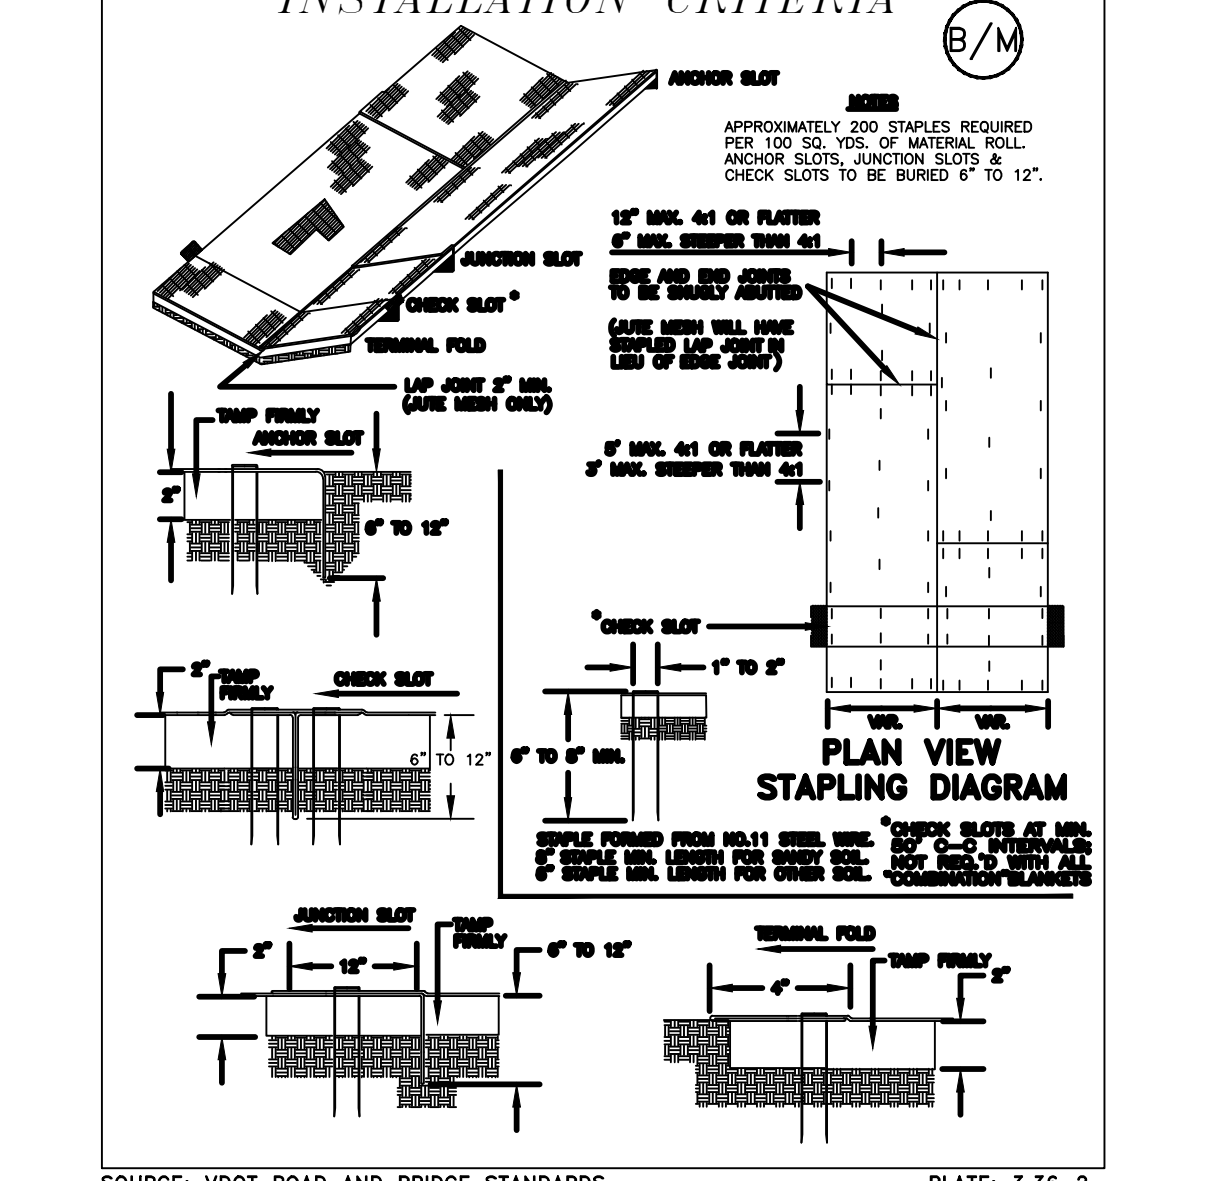 INSTALLATION CRITERIA
B/M
ANCHOR SLOT
NOTES
APPROXIMATELY 200 STAPLES REQUIRED
PER 100 SQ. YDS. OF MATERIAL ROLL.
ANCHOR SLOTS, JUNCTION SLOTS &
CHECK SLOTS TO BE BURIED 6" TO 12".
12" MAX. 4:1 OR FLATTER
6" MAX. STEEPER THAN 4:1
JUNCTION SLOT
EDGE AND END JOINTS
TO BE SNUGLY ABUTTED
CHECK SLOT *
(JUTE MESH WILL HAVE
STAPLED LAP JOINT IN
LIEU OF EDGE JOINT)
TERMINAL FOLD
LAP JOINT 2" MIN.
(JUTE MESH ONLY)
TAMP FIRMLY
ANCHOR SLOT
5' MAX. 4:1 OR FLATTER
3' MAX. STEEPER THAN 4:1
2"
6" TO 12"
*CHECK SLOT
2"
TAMP
FIRMLY
CHECK SLOT
1" TO 2"
VAR.
VAR.
6" TO 12"
6" TO 8" MIN.
PLAN VIEW
STAPLING DIAGRAM
STAPLE FORMED FROM NO.11 STEEL WIRE.
8" STAPLE MIN. LENGTH FOR SANDY SOIL.
6" STAPLE MIN. LENGTH FOR OTHER SOIL.
*CHECK SLOTS AT MIN.
50' C-C INTERVALS;
NOT REQ.'D WITH ALL
"COMBINATION" BLANKETS
JUNCTION SLOT
TAMP
FIRMLY
2"
12"
6" TO 12"
TERMINAL FOLD
TAMP FIRMLY
4"
2"
SOURCE: VDOT ROAD AND BRIDGE STANDARDS
PLATE: 3.36-2